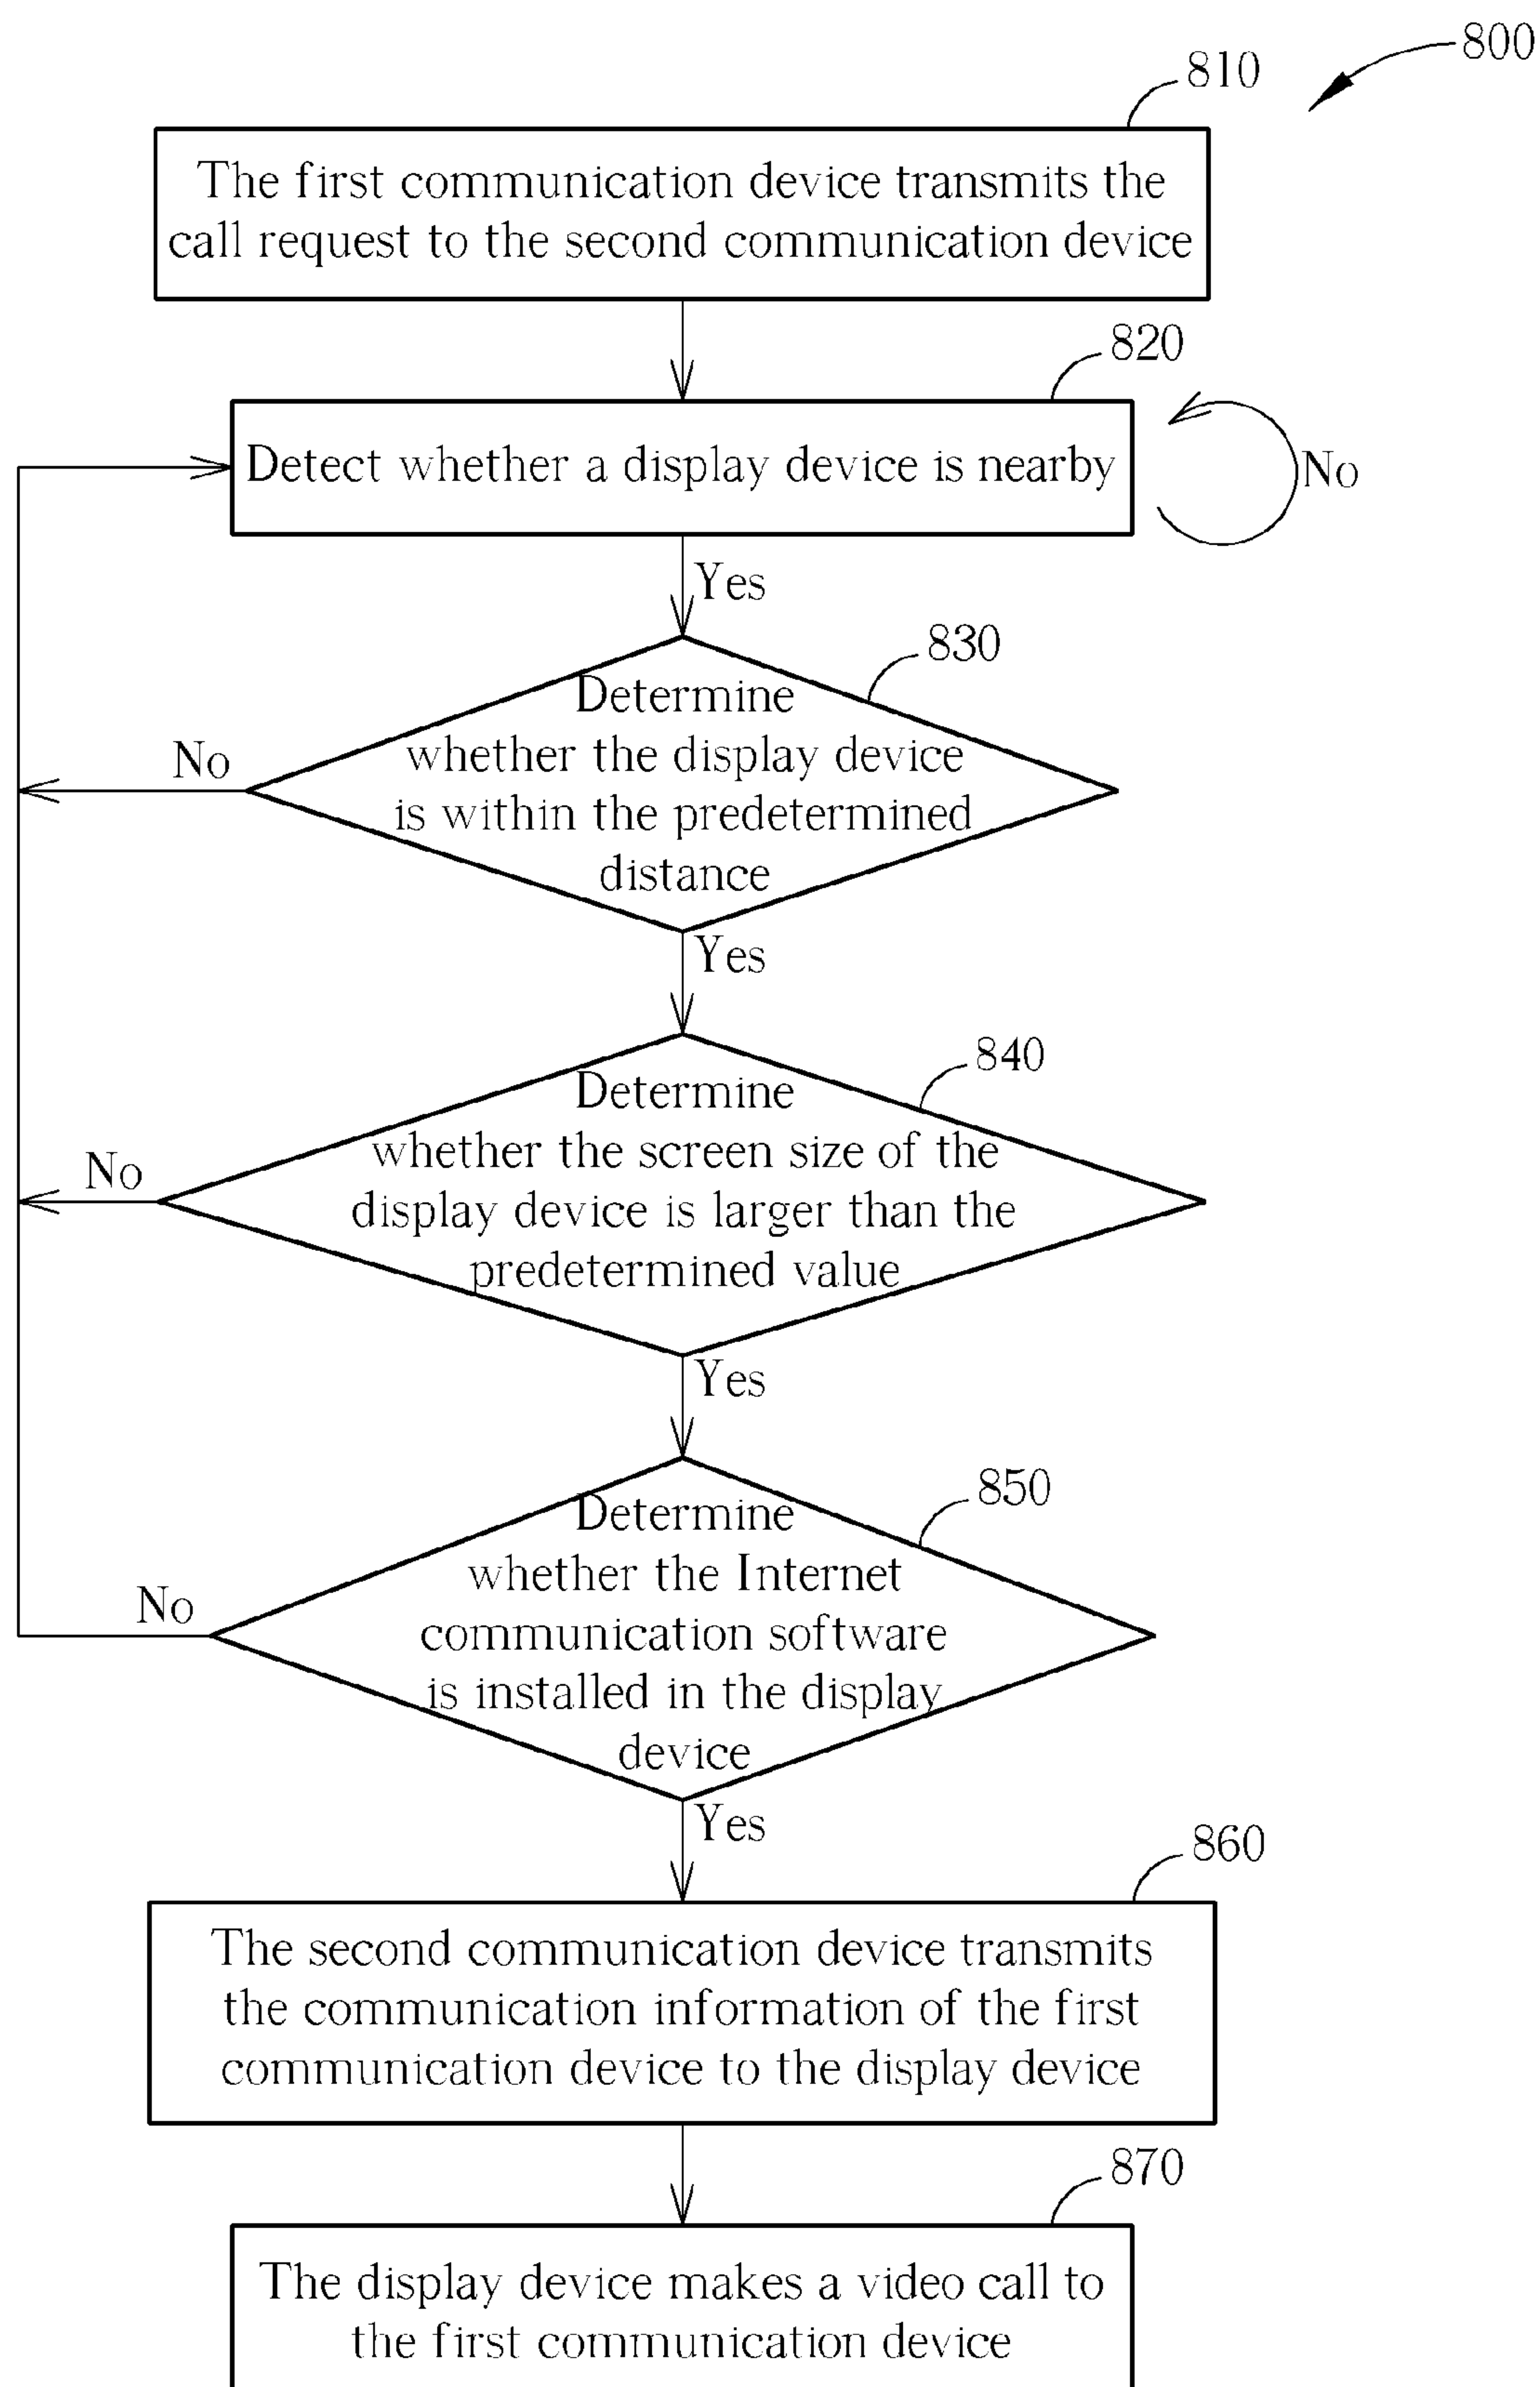 800
810
The first communication device transmits the
call request to the second communication device
820
Detect whether a display device is nearby
No
Yes
830
Determine
whether the display device
is within the predetermined
distance
No
Yes
840
Determine
whether the screen size of the
display device is larger than the
predetermined value
No
Yes
850
Determine
whether the Internet
communication software
is installed in the display
device
No
Yes
860
The second communication device transmits
the communication information of the first
communication device to the display device
870
The display device makes a video call to
the first communication device